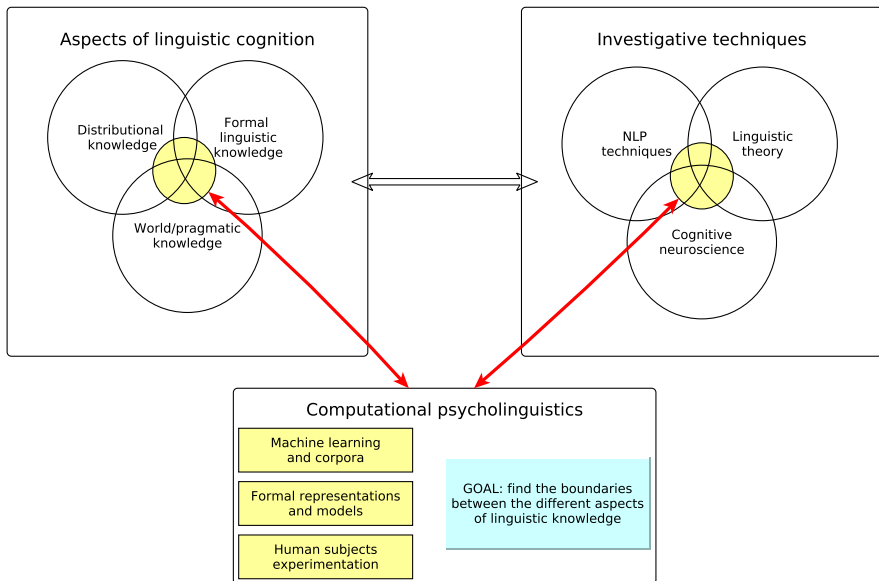 Aspects of linguistic cognition
Distributional
knowledge
Formal
linguistic
knowledge
World/pragmatic
knowledge
Investigative techniques
NLP
techniques
Linguistic
theory
Cognitive
neuroscience
Computational psycholinguistics
Machine learning
and corpora
Formal representations
and models
Human subjects
experimentation
GOAL: find the boundaries
between the different aspects
of linguistic knowledge